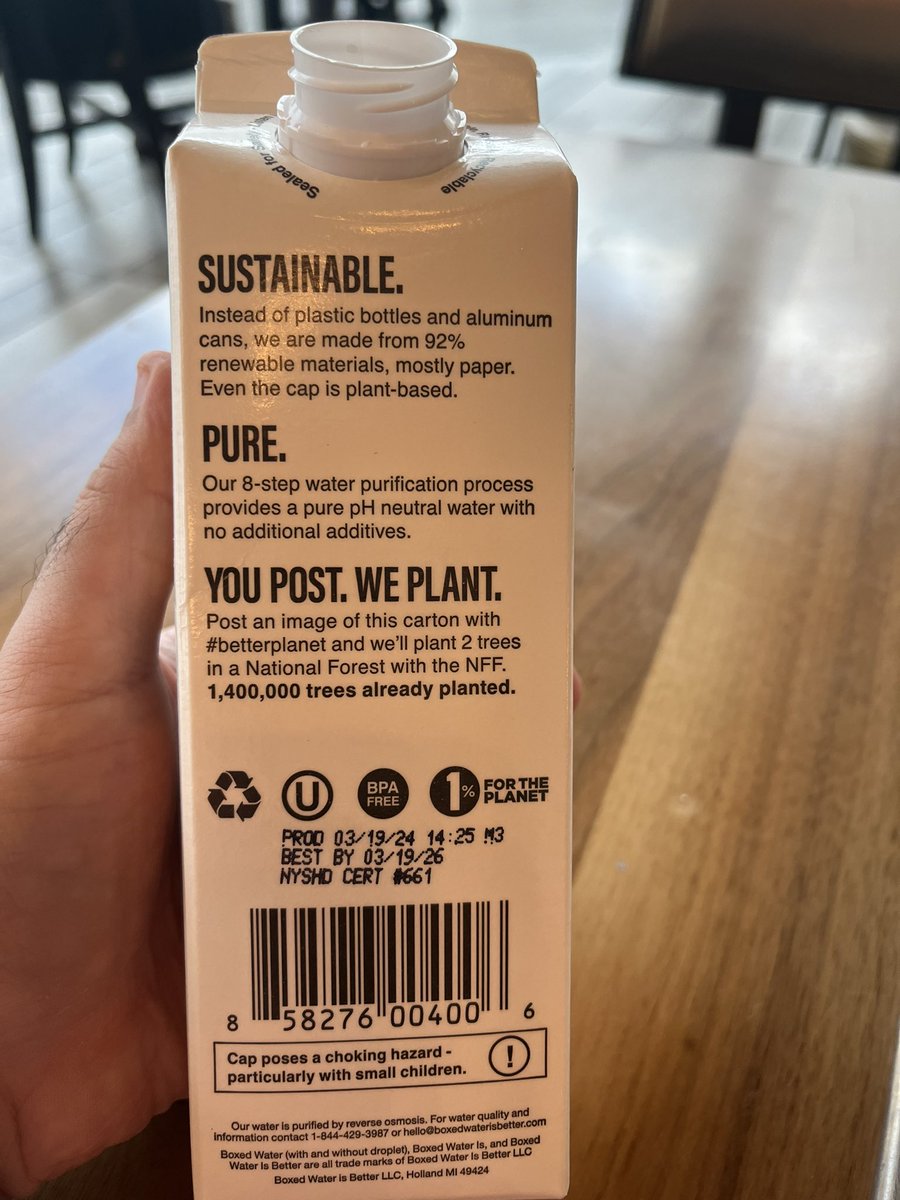 Sealed for
Recyclable
SUSTAINABLE.
Instead of plastic bottles and aluminum
cans, we are made from 92%
renewable materials, mostly paper.
Even the cap is plant-based.
PURE.
Our 8-step water purification process
provides a pure pH neutral water with
no additional additives.
YOU POST. WE PLANT.
Post an image of this carton with
#betterplanet and we'll plant 2 trees
in a National Forest with the NFF.
1,400,000 trees already planted.
U
BPA
FREE
1%
FOR THE
PLANET
PROD 03/19/24 14:25 M3
BEST BY 03/19/26
NYSHD CERT #661
8 58276 00400 6
Cap poses a choking hazard -
particularly with small children.
!
Our water is purified by reverse osmosis. For water quality and
information contact 1-844-429-3987 or hello@boxedwaterisbetter.com
Boxed Water (with and without droplet), Boxed Water Is, and Boxed
Water Is Better are all trade marks of Boxed Water Is Better LLC
Boxed Water is Better LLC, Holland MI 49424